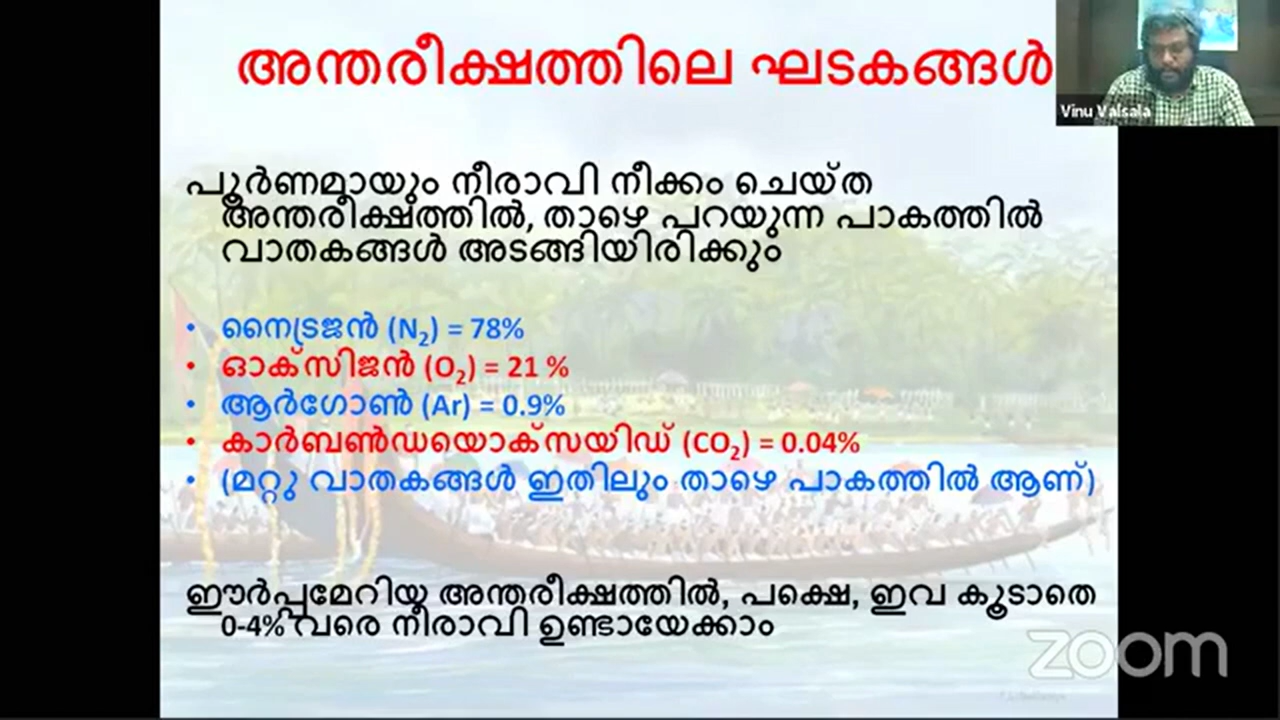 അന്തരീക്ഷത്തിലെ ഘടകങ്ങൾ
Vinu Valsala
പൂർണമായും നീരാവി നീക്കം ചെയ്ത
അന്തരീക്ഷത്തിൽ, താഴെ പറയുന്ന പാകത്തിൽ
വാതകങ്ങൾ അടങ്ങിയിരിക്കും
• നൈട്രജൻ (N₂) = 78%
• ഓക്സിജൻ (O₂) = 21 %
• ആർഗോൺ (Ar) = 0.9%
• കാർബൺഡയൊക്സയിഡ് (CO₂) = 0.04%
• (മറ്റു വാതകങ്ങൾ ഇതിലും താഴെ പാകത്തിൽ ആണ്)
ഈർപ്പമേറിയ അന്തരീക്ഷത്തിൽ, പക്ഷെ, ഇവ കൂടാതെ
0-4% വരെ നീരാവി ഉണ്ടായേക്കാം
zoom